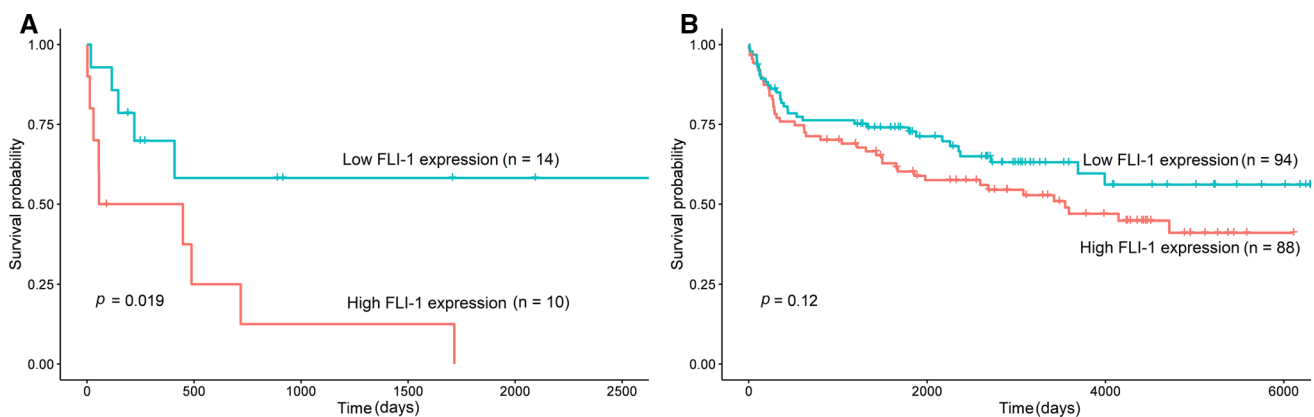 A
Survival probability
1.00
0.75
0.50
0.25
0.00
Low FLI-1 expression (n = 14)
High FLI-1 expression (n = 10)
p = 0.019
0 500 1000 1500 2000 2500
Time (days)
B
Survival probability
1.00
0.75
0.50
0.25
0.00
Low FLI-1 expression (n = 94)
High FLI-1 expression (n = 88)
p = 0.12
0 2000 4000 6000
Time (days)